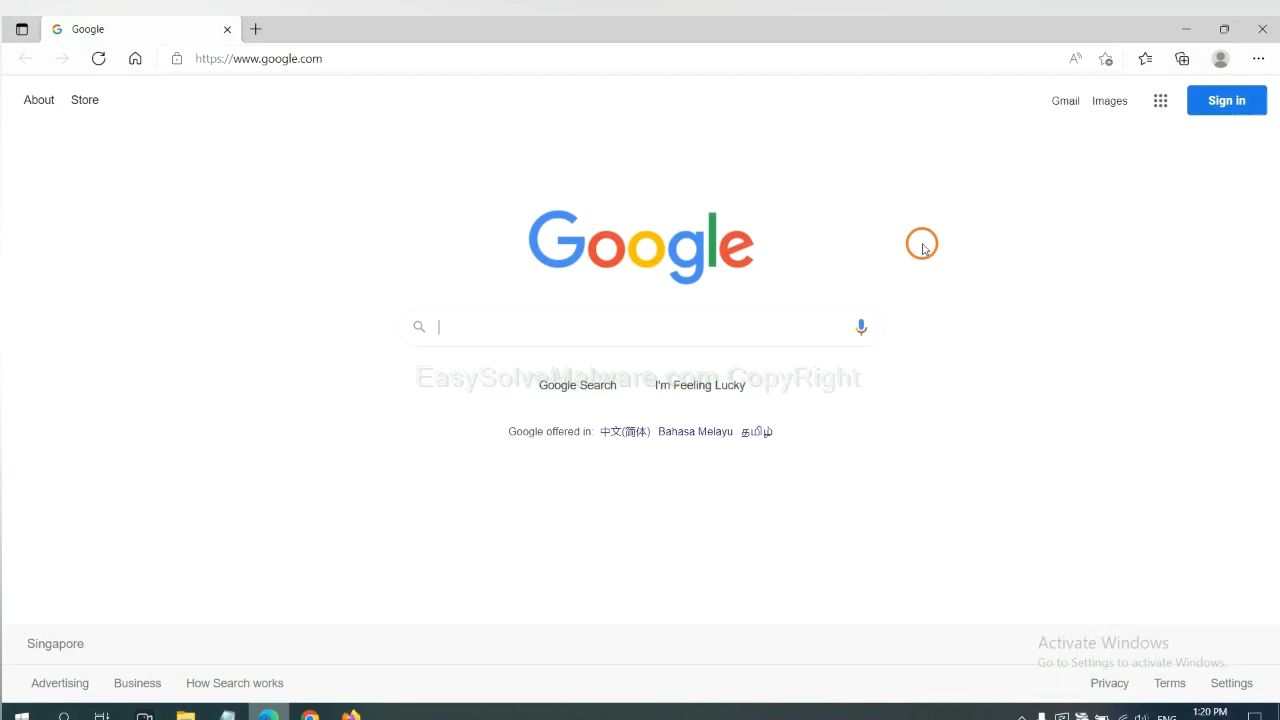 Google
https://www.google.com
About Store
Gmail Images Sign in
Google
EasySolveMalware.com CopyRight
Google Search I'm Feeling Lucky
Google offered in: 中文(简体) Bahasa Melayu தமிழ்
Singapore
Activate Windows
Go to Settings to activate Windows.
Advertising Business How Search works
Privacy Terms Settings
ENG
1:20 PM